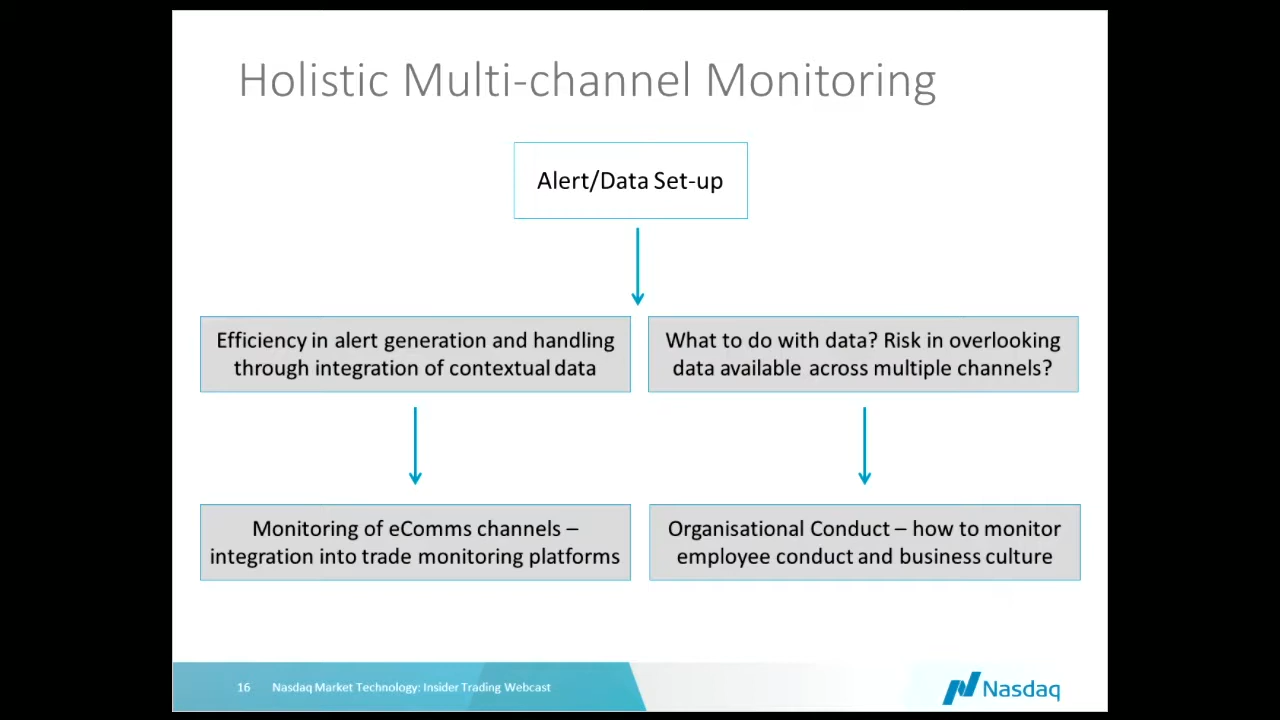 Holistic Multi-channel Monitoring
Alert/Data Set-up
Efficiency in alert generation and handling
through integration of contextual data
What to do with data? Risk in overlooking
data available across multiple channels?
Monitoring of eComms channels –
integration into trade monitoring platforms
Organisational Conduct – how to monitor
employee conduct and business culture
16 Nasdaq Market Technology: Insider Trading Webcast
Nasdaq